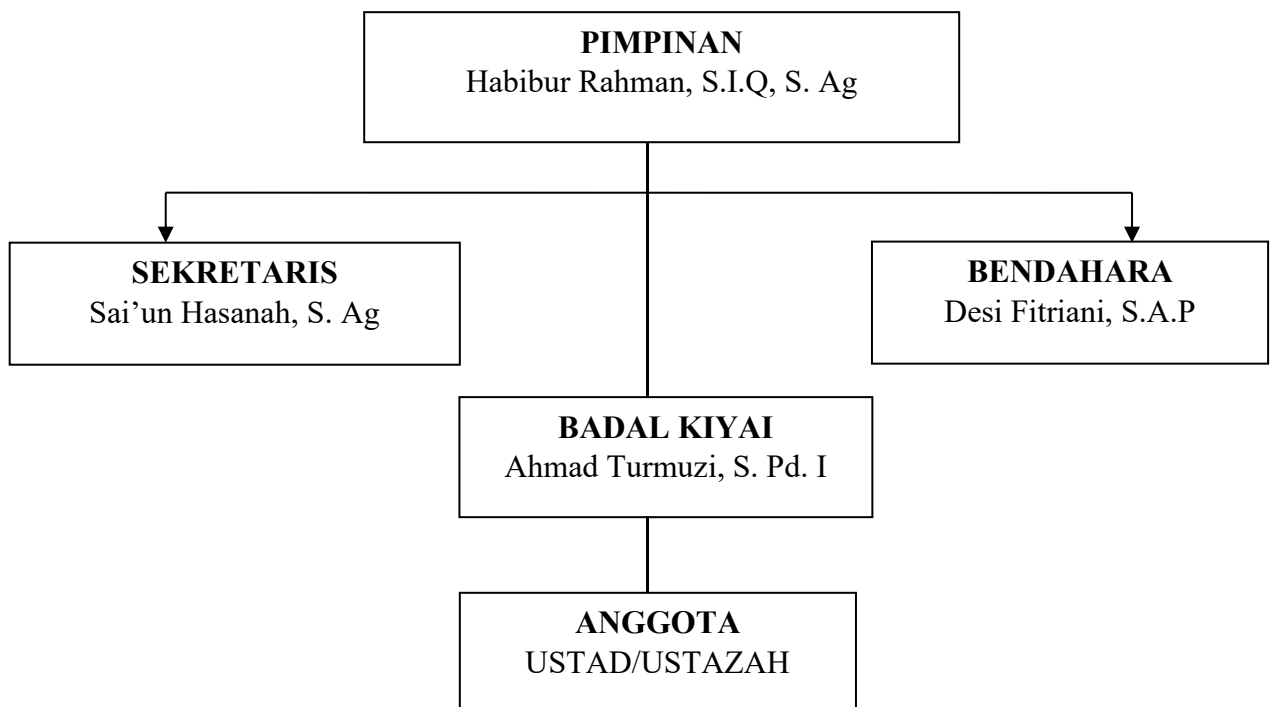 PIMPINAN
Habibur Rahman, S.I.Q, S. Ag
SEKRETARIS
Sai’un Hasanah, S. Ag
BENDAHARA
Desi Fitriani, S.A.P
BADAL KIYAI
Ahmad Turmuzi, S. Pd. I
ANGGOTA
USTAD/USTAZAH